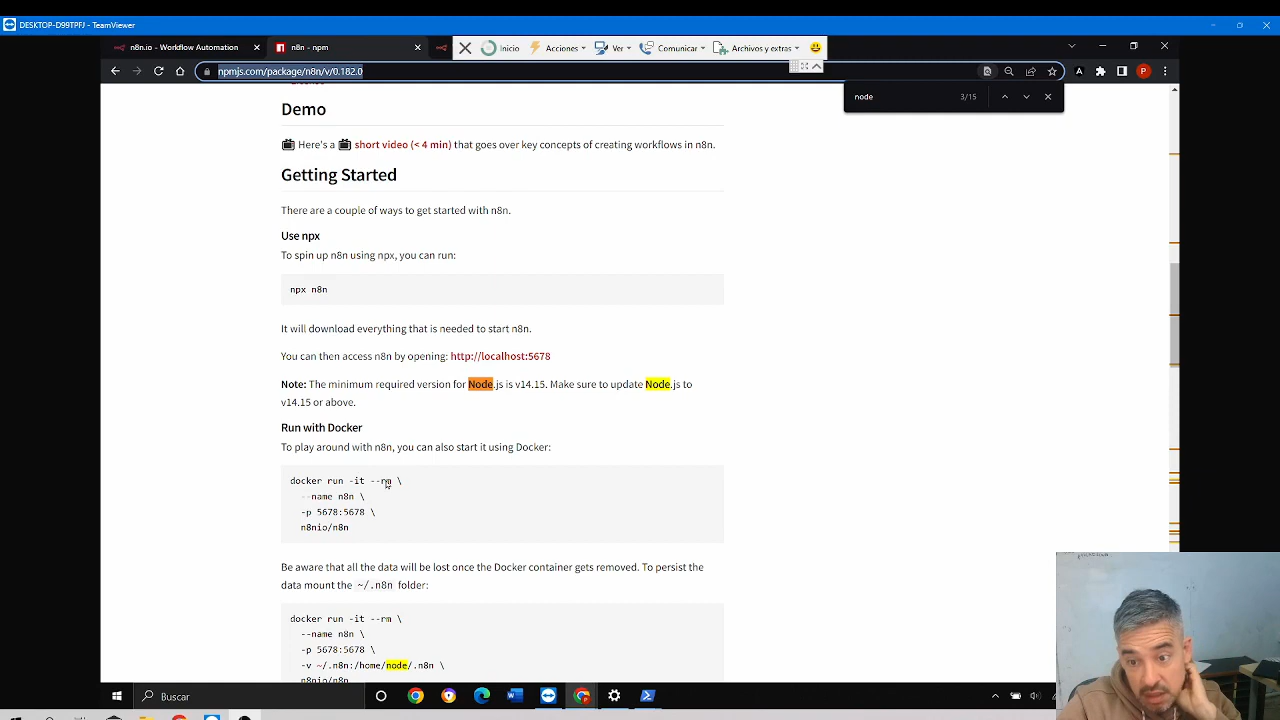 DESKTOP-D99TPFJ - TeamViewer
n8n.io - Workflow Automation
n8n - npm
Inicio
Acciones
Ver
Comunicar
Archivos y extras
npmjs.com/package/n8n/v/0.182.0
A
P
node
3/15
Demo
Here's a short video (< 4 min) that goes over key concepts of creating workflows in n8n.
Getting Started
There are a couple of ways to get started with n8n.
Use npx
To spin up n8n using npx, you can run:
npx n8n
It will download everything that is needed to start n8n.
You can then access n8n by opening: http://localhost:5678
Note: The minimum required version for Node.js is v14.15. Make sure to update Node.js to
v14.15 or above.
Run with Docker
To play around with n8n, you can also start it using Docker:
docker run -it --rm \
--name n8n \
-p 5678:5678 \
n8nio/n8n
Be aware that all the data will be lost once the Docker container gets removed. To persist the
data mount the ~/.n8n folder:
docker run -it --rm \
--name n8n \
-p 5678:5678 \
-v ~/.n8n:/home/node/.n8n \
n8nio/n8n
Buscar